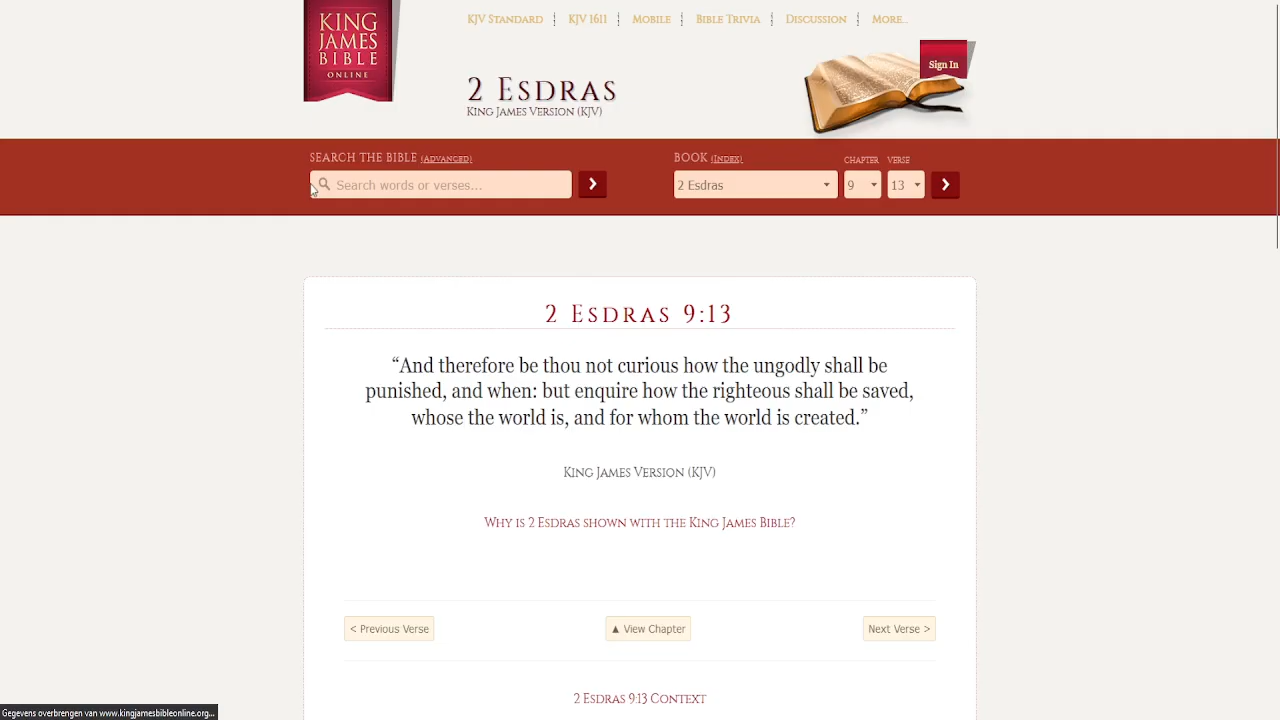 KING
JAMES
BIBLE
ONLINE
KJV Standard
KJV 1611
Mobile
Bible Trivia
Discussion
More...
Sign In
2 Esdras
King James Version (KJV)
Search the Bible (Advanced)
Book (Index)
Chapter
Verse
Search words or verses...
2 Esdras
9
13
2 Esdras 9:13
“And therefore be thou not curious how the ungodly shall be
punished, and when: but enquire how the righteous shall be saved,
whose the world is, and for whom the world is created.”
King James Version (KJV)
Why is 2 Esdras shown with the King James Bible?
< Previous Verse
▲ View Chapter
Next Verse >
2 Esdras 9:13 Context
Gegevens overbrengen van www.kingjamesbibleonline.org...